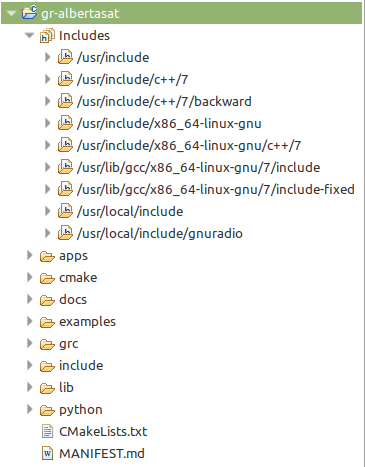 gr-albertasat
Includes
/usr/include
/usr/include/c++/7
/usr/include/c++/7/backward
/usr/include/x86_64-linux-gnu
/usr/include/x86_64-linux-gnu/c++/7
/usr/lib/gcc/x86_64-linux-gnu/7/include
/usr/lib/gcc/x86_64-linux-gnu/7/include-fixed
/usr/local/include
/usr/local/include/gnuradio
apps
cmake
docs
examples
grc
include
lib
python
CMakeLists.txt
MANIFEST.md